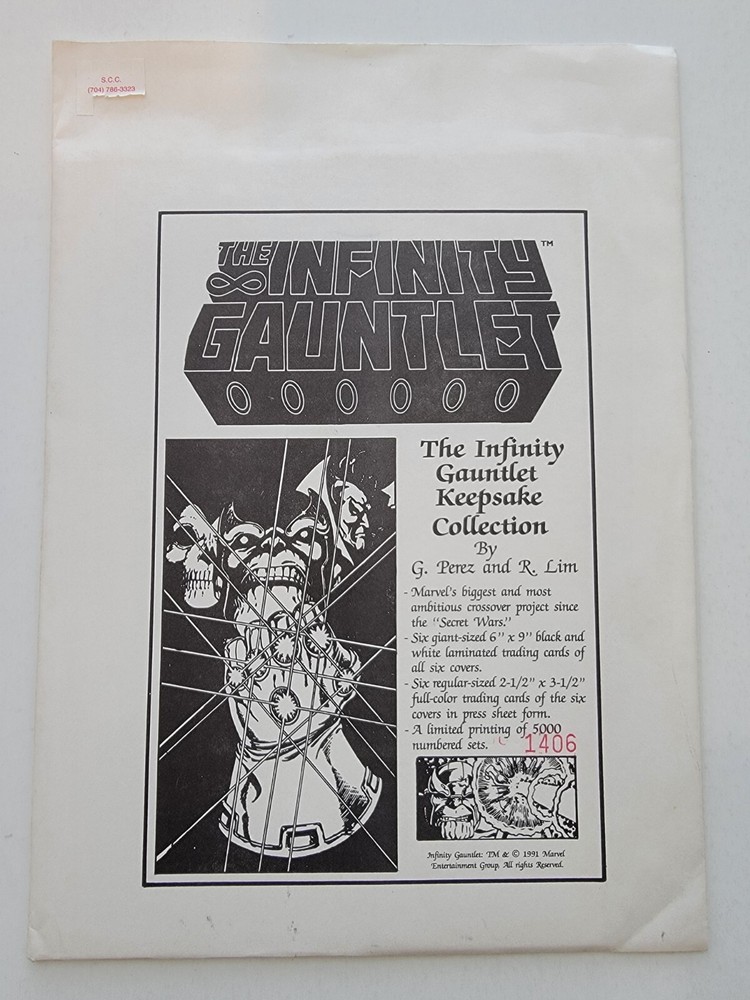 S.C.C.
(704) 788-3323
THE
∞ INFINITY™
GAUNTLET
The Infinity
Gauntlet
Keepsake
Collection
By
G. Perez and R. Lim
- Marvel's biggest and most
ambitious crossover project since
the "Secret Wars."
- Six giant-sized 6" x 9" black and
white laminated trading cards of
all six covers.
- Six regular-sized 2-1/2" x 3-1/2"
full-color trading cards of the six
covers in press sheet form.
- A limited printing of 5000
numbered sets. 1406
Infinity Gauntlet: TM & © 1991 Marvel
Entertainment Group. All rights Reserved.